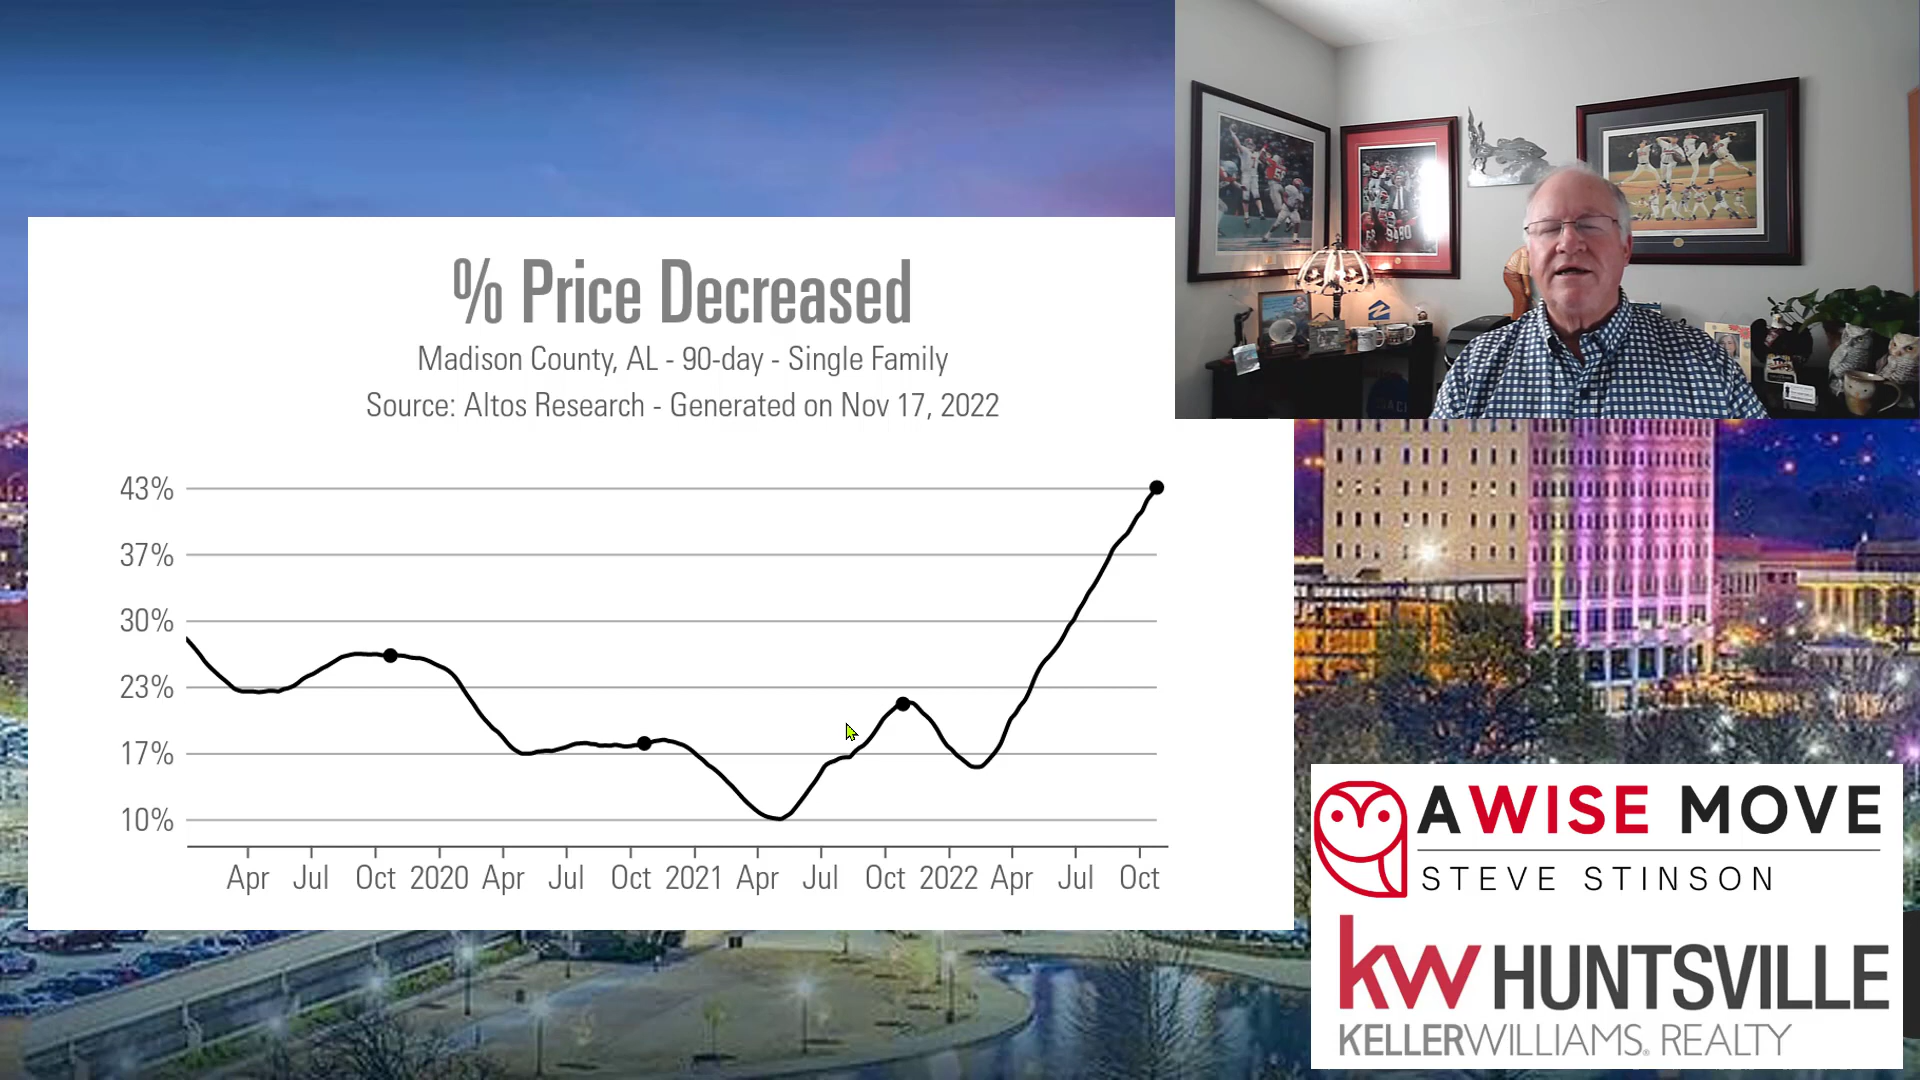 % Price Decreased
Madison County, AL - 90-day - Single Family
Source: Altos Research - Generated on Nov 17, 2022
43%
37%
30%
23%
17%
10%
Apr Jul Oct 2020 Apr Jul Oct 2021 Apr Jul Oct 2022 Apr Jul Oct
AWISE MOVE
STEVE STINSON
kw HUNTSVILLE
KELLERWILLIAMS. REALTY